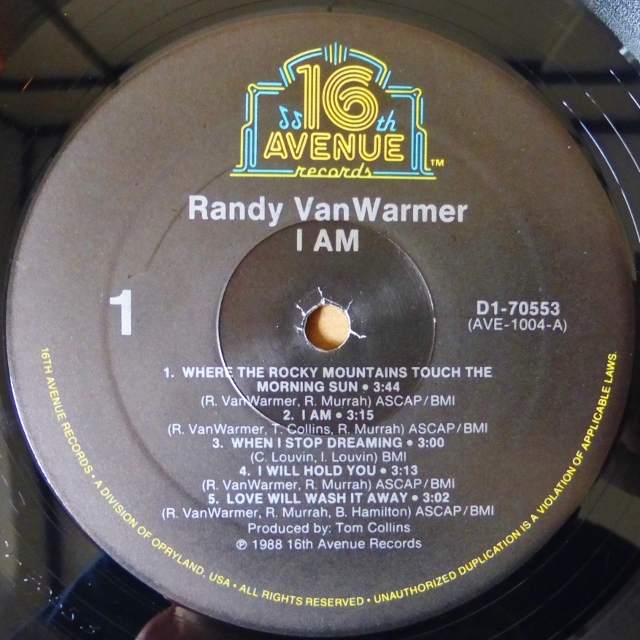 16th
AVENUE
records™
Randy VanWarmer
I AM
1
D1-70553
(AVE-1004-A)
1. WHERE THE ROCKY MOUNTAINS TOUCH THE
MORNING SUN • 3:44
(R. VanWarmer, R. Murrah) ASCAP/BMI
2. I AM • 3:15
(R. VanWarmer, T. Collins, R. Murrah) ASCAP/BMI
3. WHEN I STOP DREAMING • 3:00
(C. Louvin, I. Louvin) BMI
4. I WILL HOLD YOU • 3:13
(R. VanWarmer, R. Murrah) ASCAP/BMI
5. LOVE WILL WASH IT AWAY • 3:02
(R. VanWarmer, R. Murrah, B. Hamilton) ASCAP/BMI
Produced by: Tom Collins
℗ 1988 16th Avenue Records
16TH AVENUE RECORDS • A DIVISION OF OPRYLAND, USA • ALL RIGHTS RESERVED • UNAUTHORIZED DUPLICATION IS A VIOLATION OF APPLICABLE LAWS.